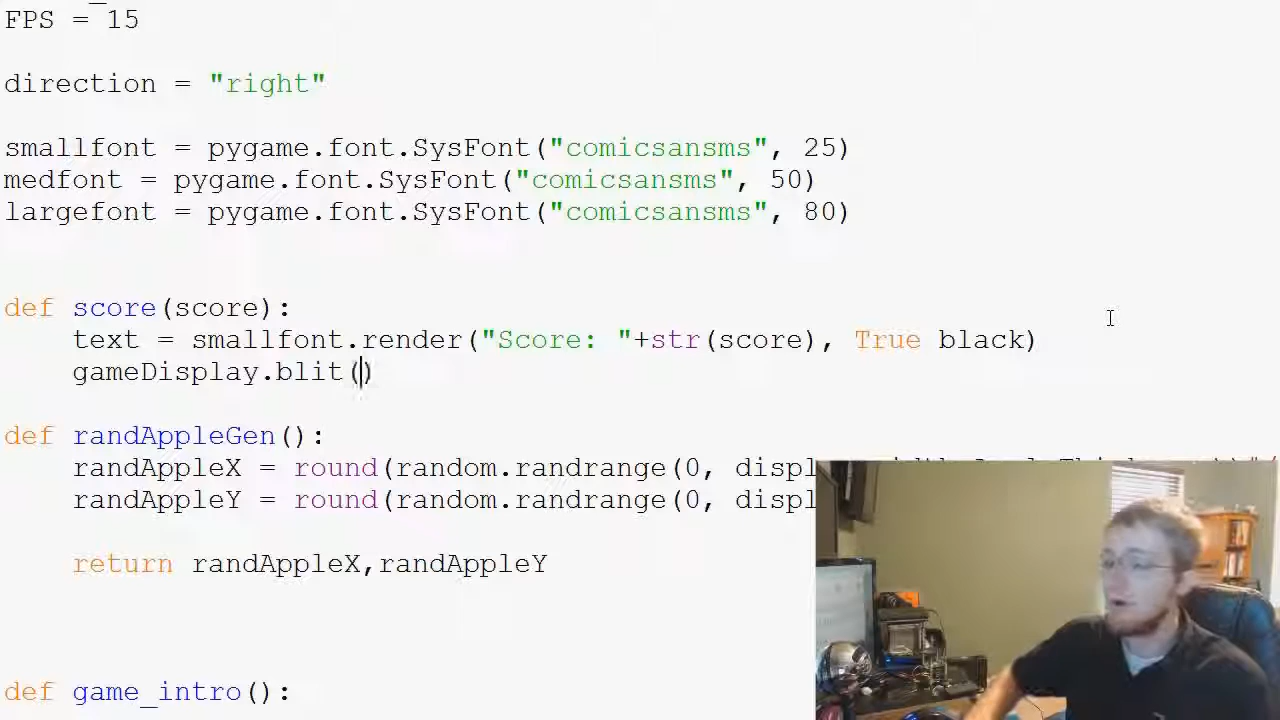 FPS = 15
direction = "right"
smallfont = pygame.font.SysFont("comicsansms", 25)
medfont = pygame.font.SysFont("comicsansms", 50)
largefont = pygame.font.SysFont("comicsansms", 80)
def score(score):
    text = smallfont.render("Score: "+str(score), True black)
    gameDisplay.blit()
def randAppleGen():
    randAppleX = round(random.randrange(0,
    randAppleY = round(random.randrange(0,
    return randAppleX,randAppleY
def game_intro():